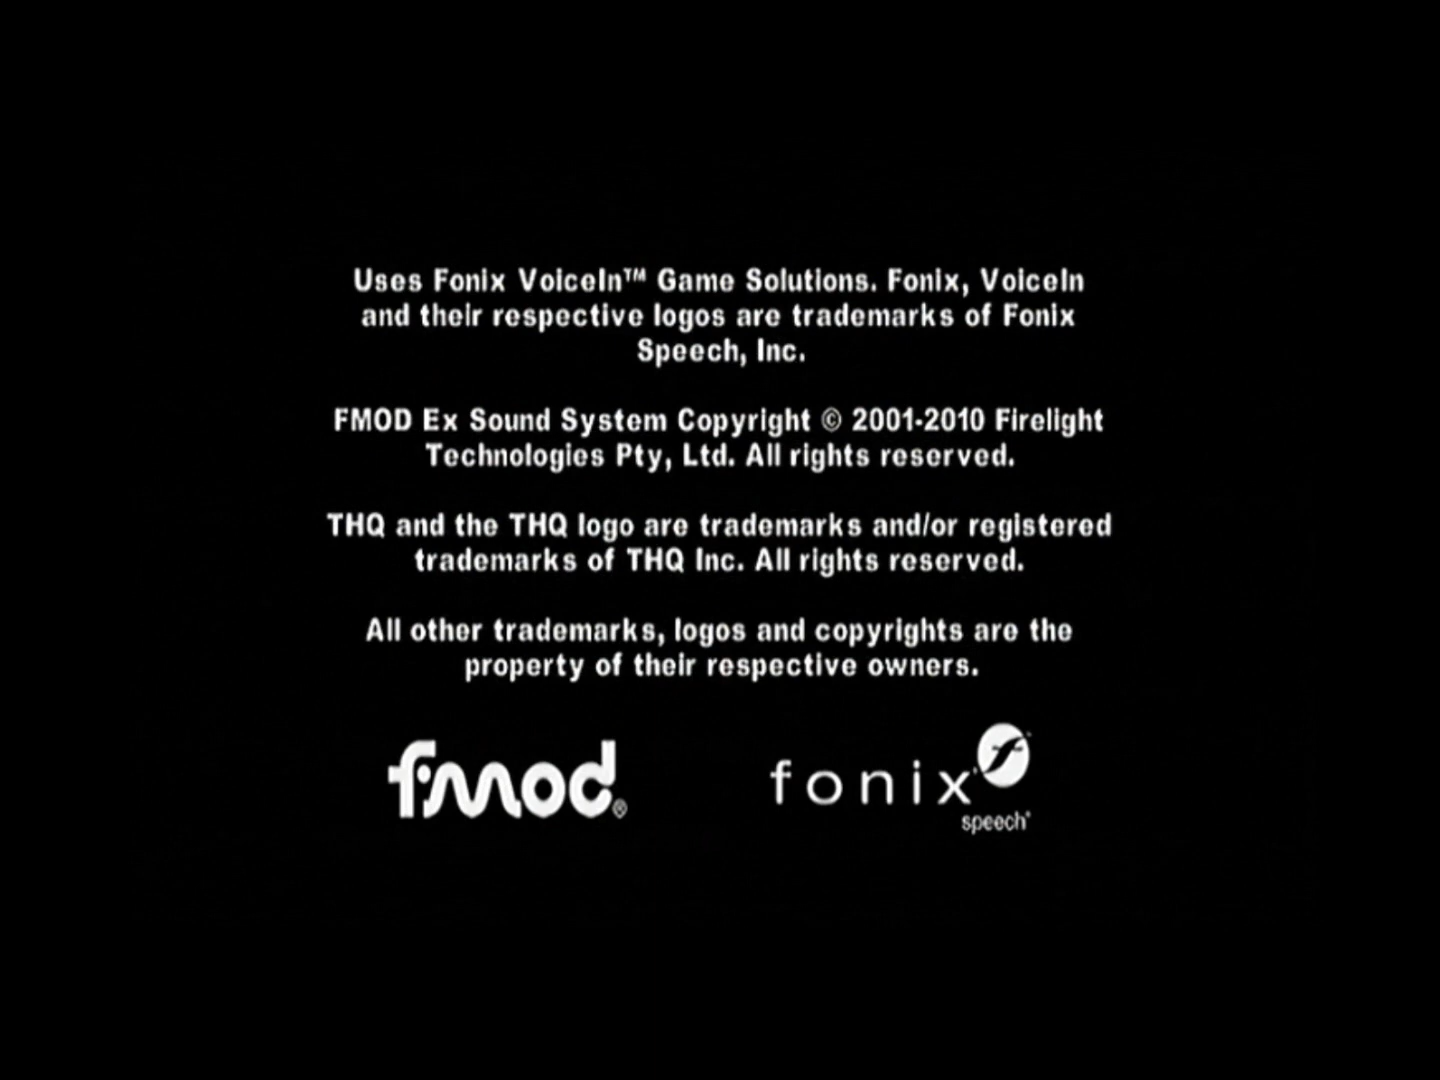 Uses Fonix VoiceIn™ Game Solutions. Fonix, VoiceIn
and their respective logos are trademarks of Fonix
Speech, Inc.
FMOD Ex Sound System Copyright © 2001-2010 Firelight
Technologies Pty, Ltd. All rights reserved.
THQ and the THQ logo are trademarks and/or registered
trademarks of THQ Inc. All rights reserved.
All other trademarks, logos and copyrights are the
property of their respective owners.
fmod®
fonix
speech